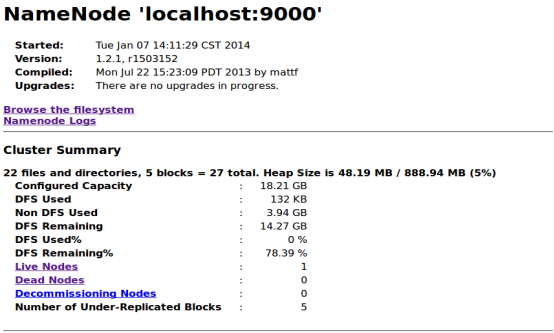 NameNode 'localhost:9000'
Started: Tue Jan 07 14:11:29 CST 2014
Version: 1.2.1, r1503152
Compiled: Mon Jul 22 15:23:09 PDT 2013 by mattf
Upgrades: There are no upgrades in progress.
Browse the filesystem
Namenode Logs
Cluster Summary
22 files and directories, 5 blocks = 27 total. Heap Size is 48.19 MB / 888.94 MB (5%)
Configured Capacity : 18.21 GB
DFS Used : 132 KB
Non DFS Used : 3.94 GB
DFS Remaining : 14.27 GB
DFS Used% : 0 %
DFS Remaining% : 78.39 %
Live Nodes : 1
Dead Nodes : 0
Decommissioning Nodes : 0
Number of Under-Replicated Blocks : 5